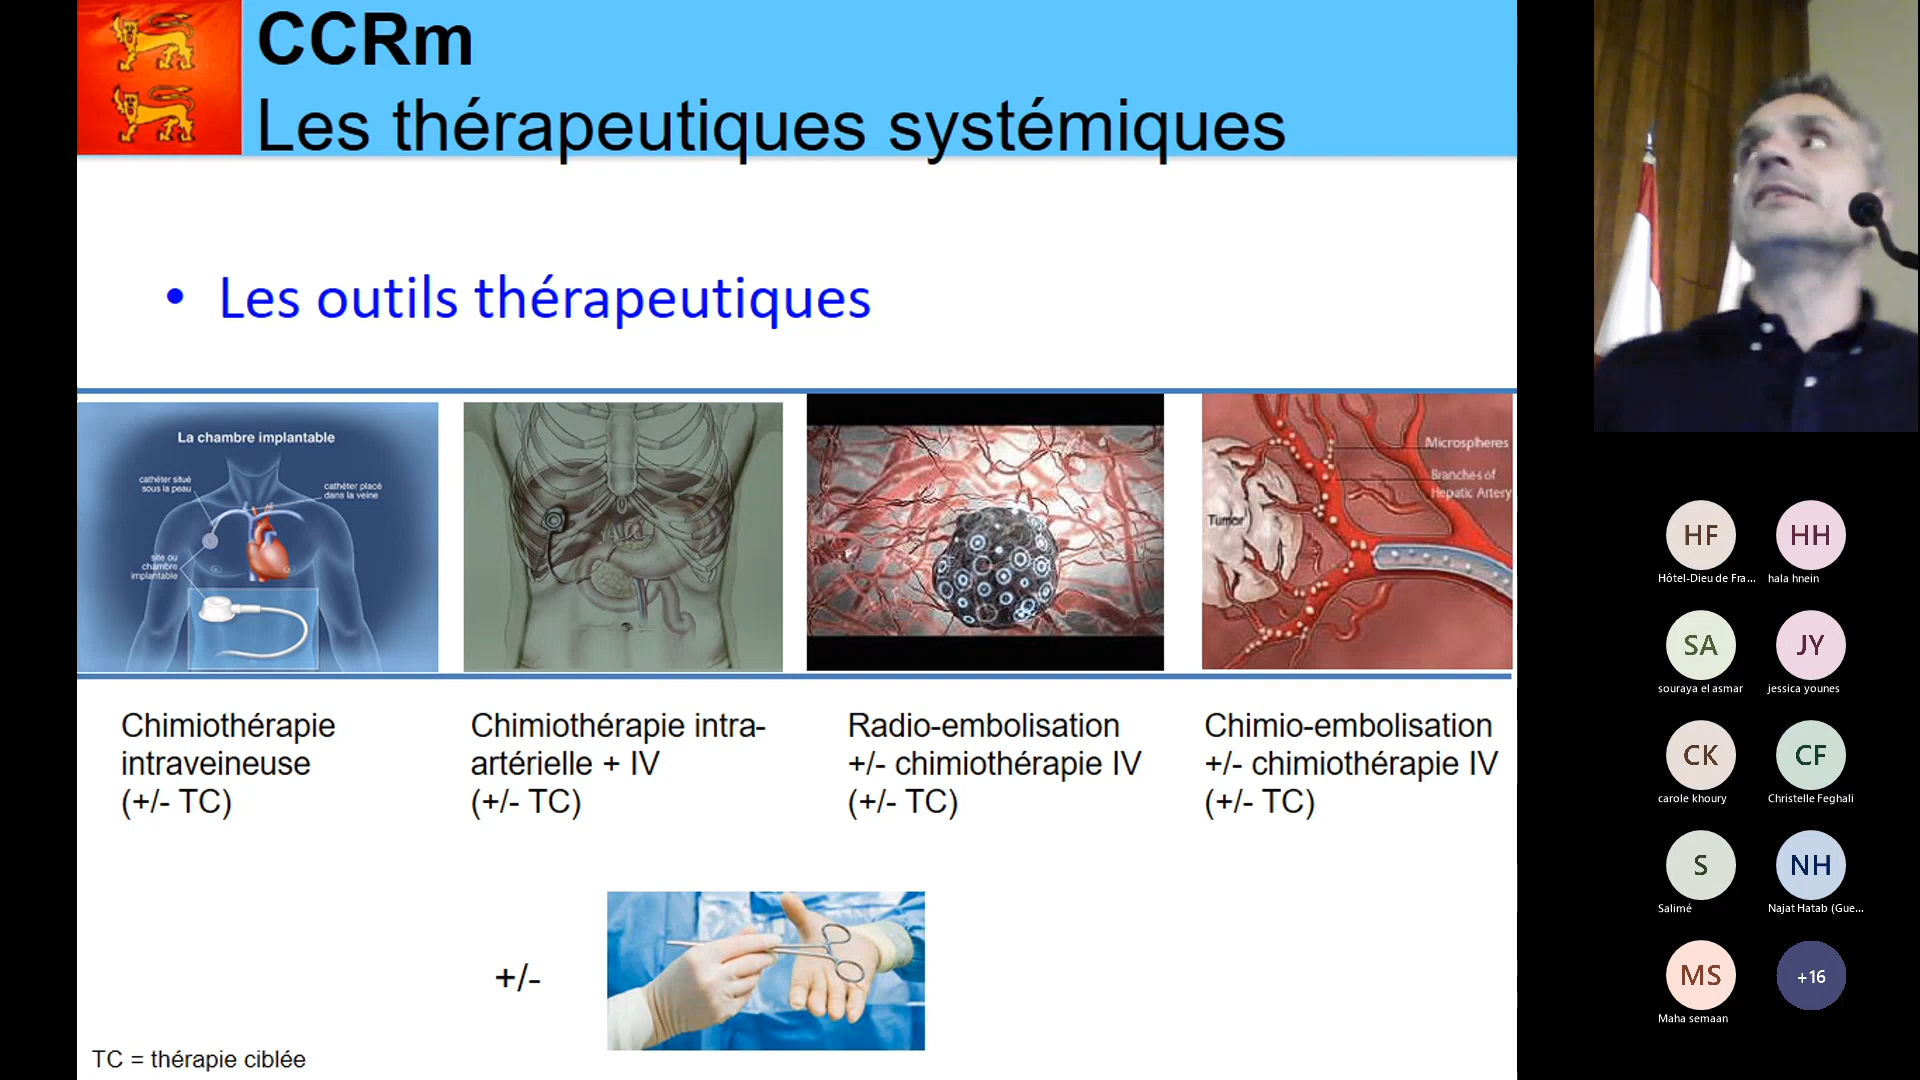 CCRm
Les thérapeutiques systémiques
• Les outils thérapeutiques
La chambre implantable
cathéter situé
sous la peau
cathéter placé
dans la veine
site ou
chambre
implantable
Microspheres
Branches of
Hepatic Artery
Tumor
Chimiothérapie
intraveineuse
(+/- TC)
Chimiothérapie intra-
artérielle + IV
(+/- TC)
Radio-embolisation
+/- chimiothérapie IV
(+/- TC)
Chimio-embolisation
+/- chimiothérapie IV
(+/- TC)
+/-
TC = thérapie ciblée
HF
Hôtel-Dieu de Fra...
HH
hala hnein
SA
souraya el asmar
JY
jessica younes
CK
carole khoury
CF
Christelle Feghali
S
Salimé
NH
Najat Hatab (Gue...
MS
Maha semaan
+16